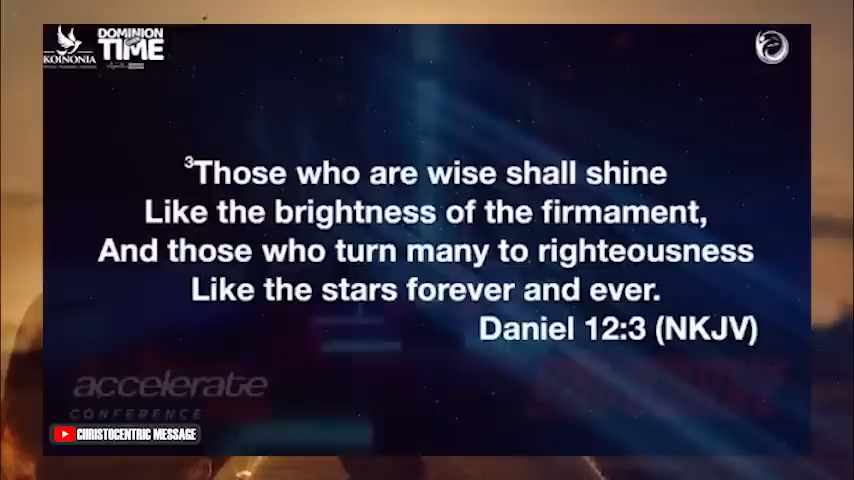 KOINONIA
DOMINION
TIME
³Those who are wise shall shine
Like the brightness of the firmament,
And those who turn many to righteousness
Like the stars forever and ever.
Daniel 12:3 (NKJV)
accelerate
CONFERENCE
CHRISTOCENTRIC MESSAGE